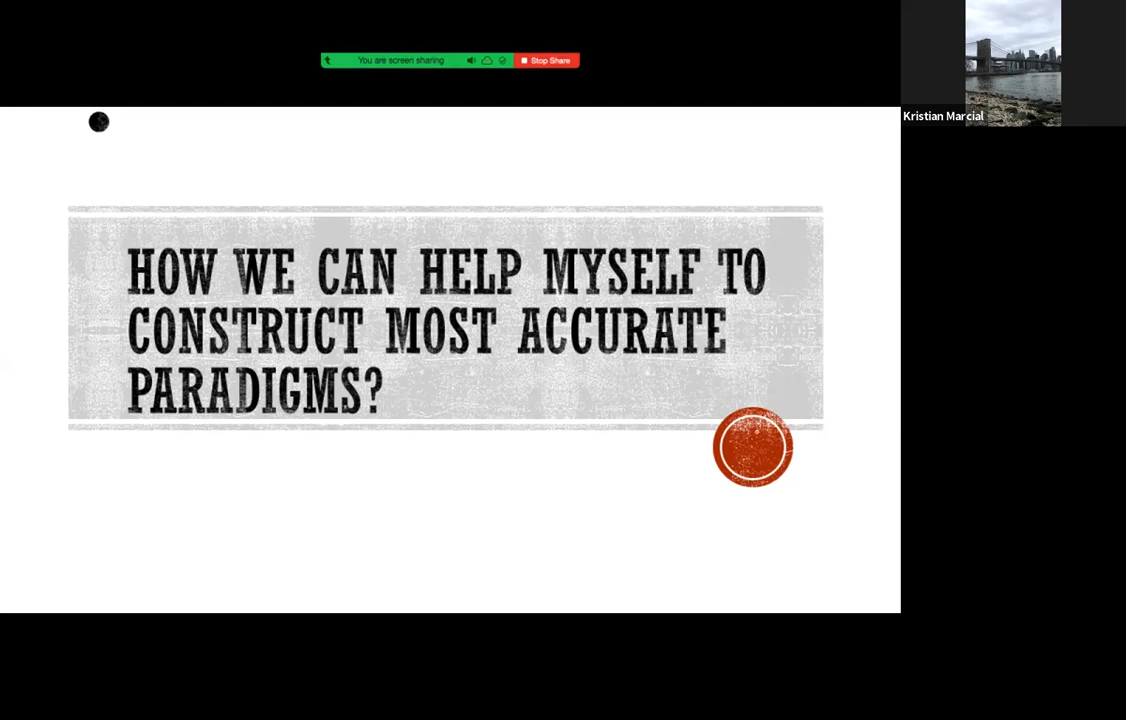 You are screen sharing
Stop Share
Kristian Marcial
HOW WE CAN HELP MYSELF TO
CONSTRUCT MOST ACCURATE
PARADIGMS?